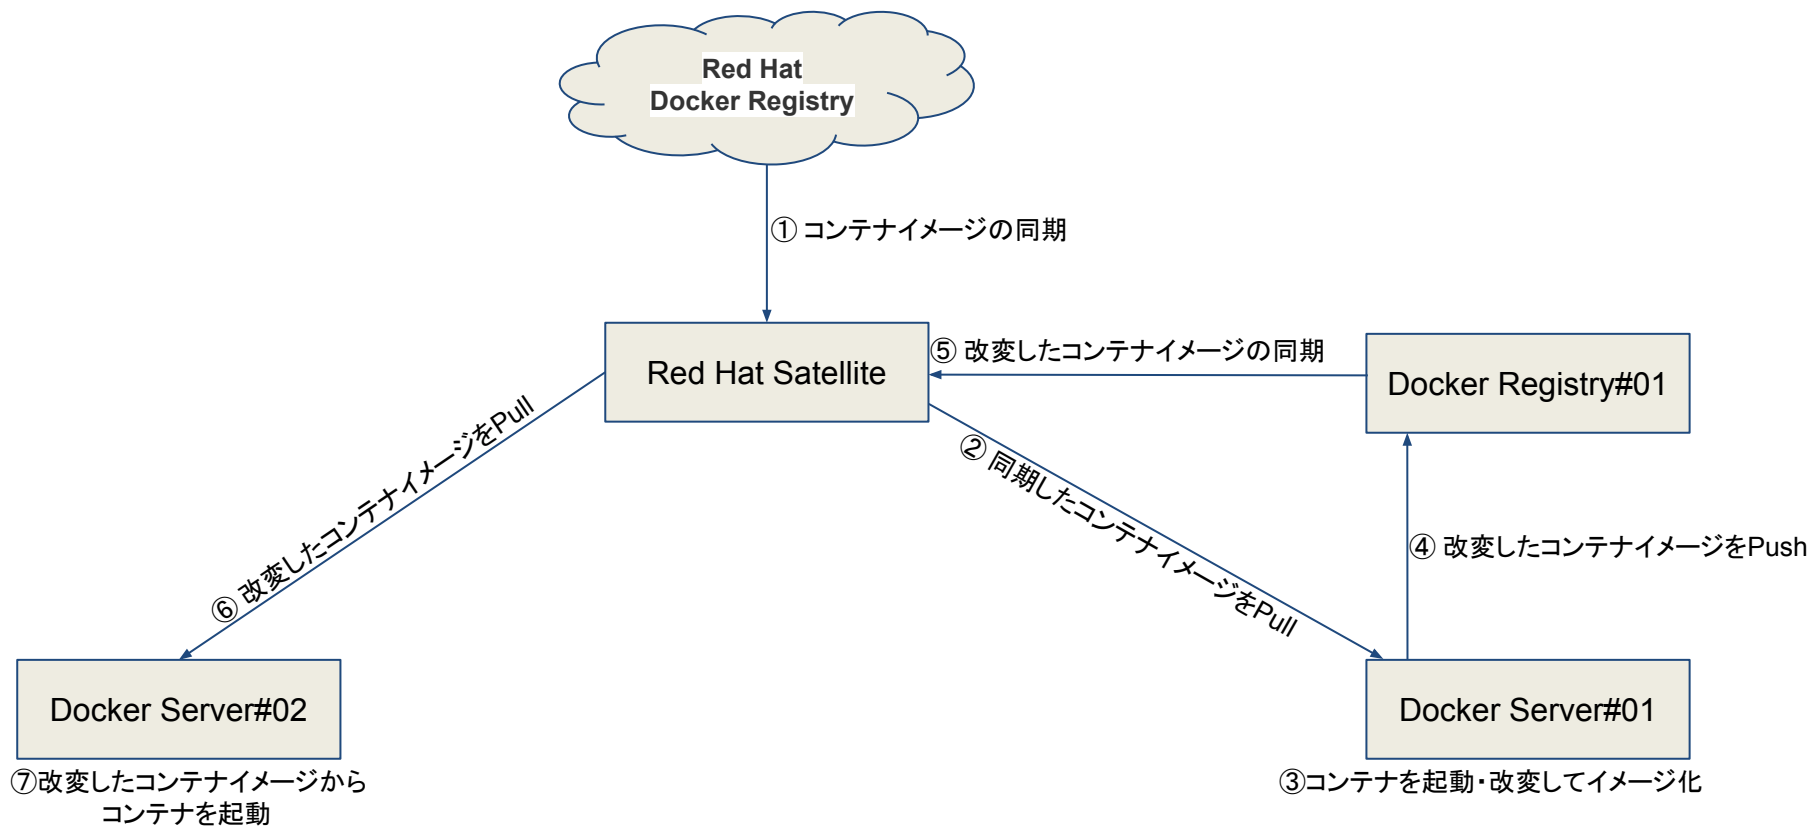 Red Hat
Docker Registry
① コンテナイメージの同期
Red Hat Satellite
⑤ 改変したコンテナイメージの同期
Docker Registry#01
② 同期したコンテナイメージをPull
⑥ 改変したコンテナイメージをPull
④ 改変したコンテナイメージをPush
Docker Server#02
Docker Server#01
⑦改変したコンテナイメージから
コンテナを起動
③コンテナを起動・改変してイメージ化